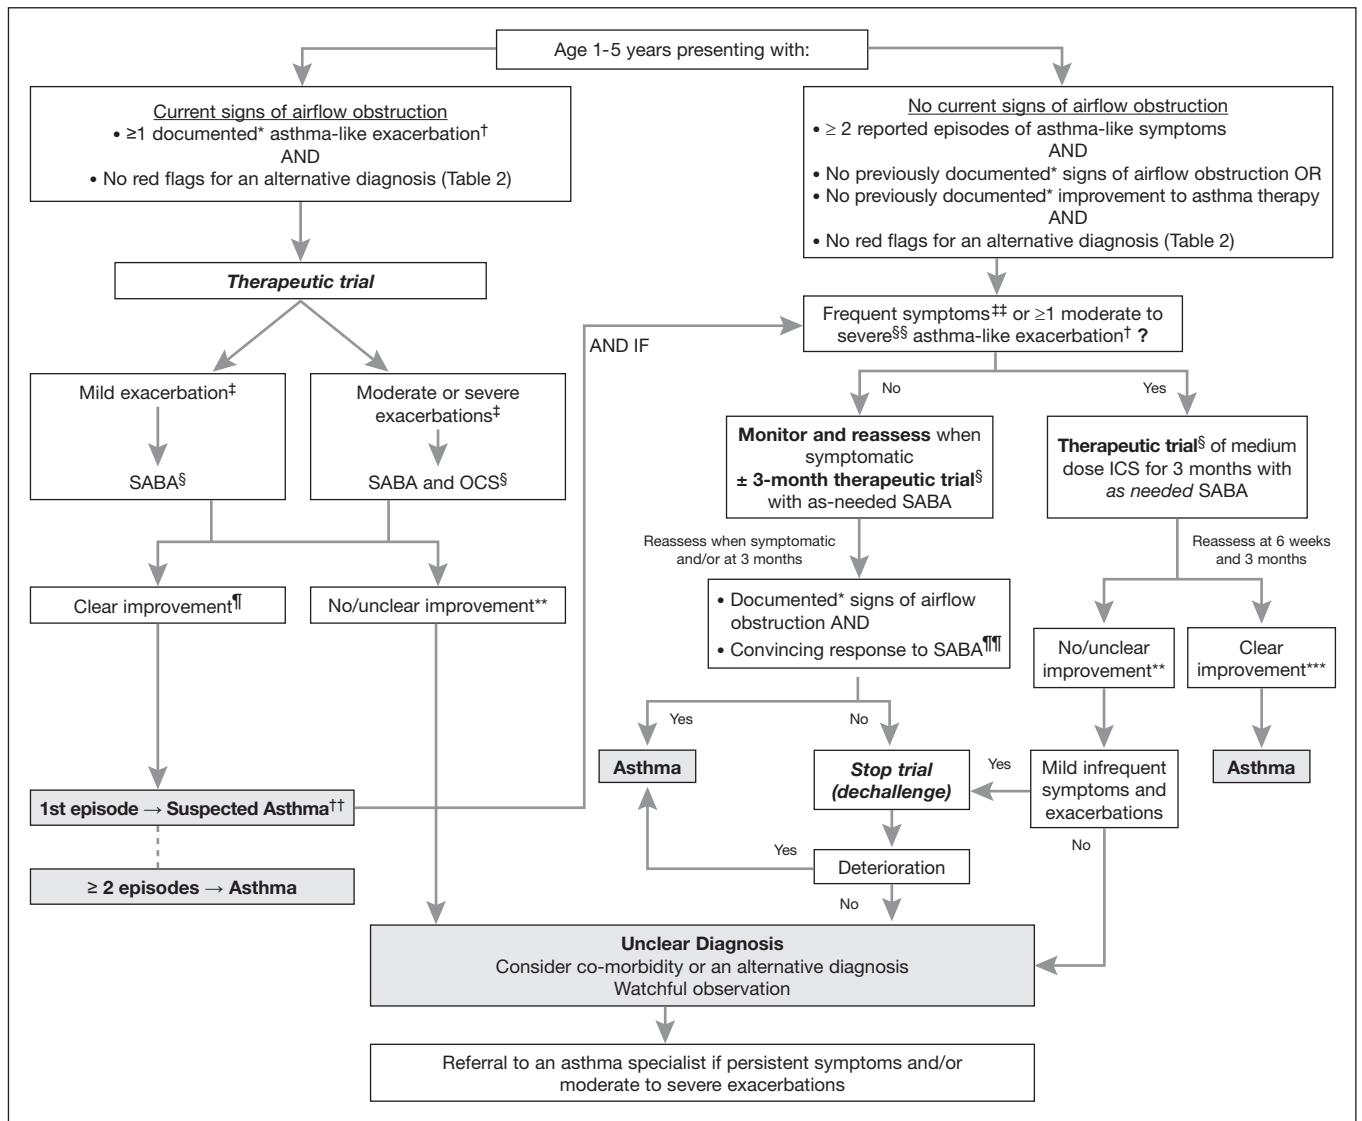 Age 1-5 years presenting with:
Current signs of airflow obstruction
• ≥1 documented* asthma-like exacerbation†
AND
• No red flags for an alternative diagnosis (Table 2)
No current signs of airflow obstruction
• ≥ 2 reported episodes of asthma-like symptoms
AND
• No previously documented* signs of airflow obstruction OR
• No previously documented* improvement to asthma therapy
AND
• No red flags for an alternative diagnosis (Table 2)
Therapeutic trial
Frequent symptoms‡‡ or ≥1 moderate to
severe§§ asthma-like exacerbation† ?
AND IF
Mild exacerbation‡
SABA§
Moderate or severe
exacerbations‡
SABA and OCS§
No
Yes
Monitor and reassess when
symptomatic
± 3-month therapeutic trial§
with as-needed SABA
Therapeutic trial§ of medium
dose ICS for 3 months with
as needed SABA
Reassess when symptomatic
and/or at 3 months
Reassess at 6 weeks
and 3 months
Clear improvement¶
No/unclear improvement**
• Documented* signs of airflow
obstruction AND
• Convincing response to SABA¶¶
No/unclear
improvement**
Clear
improvement***
Yes
No
Asthma
Stop trial
(dechallenge)
Yes
Mild infrequent
symptoms and
exacerbations
Asthma
1st episode → Suspected Asthma††
≥ 2 episodes → Asthma
Yes
Deterioration
No
No
Unclear Diagnosis
Consider co-morbidity or an alternative diagnosis
Watchful observation
Referral to an asthma specialist if persistent symptoms and/or
moderate to severe exacerbations